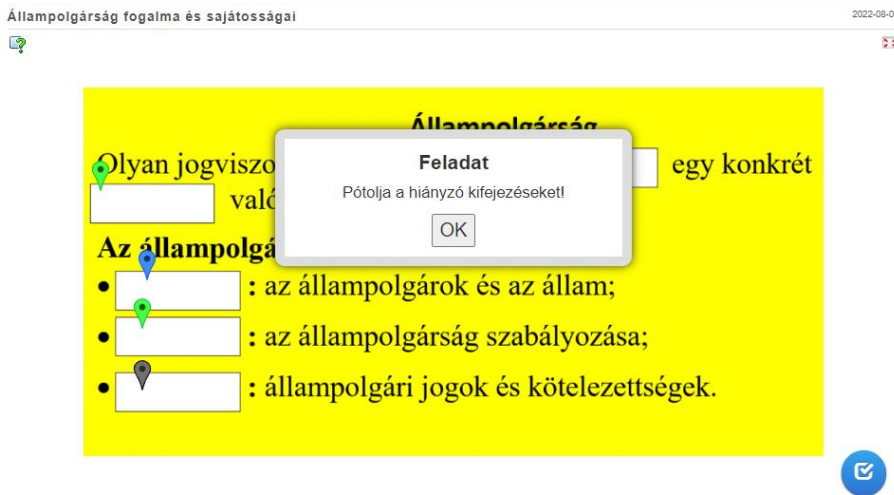 Állampolgárság fogalma és sajátosságai
2022-08-0
Állampolgárság
Olyan jogviszo egy konkrét
való
Feladat
Pótolja a hiányzó kifejezéseket!
OK
Az állampolgá
• : az állampolgárok és az állam;
• : az állampolgárság szabályozása;
• : állampolgári jogok és kötelezettségek.